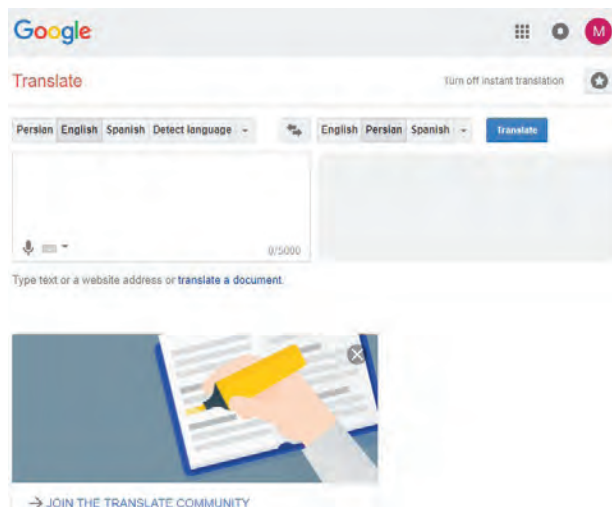 Google
M
Translate
Turn off instant translation
Persian English Spanish Detect language
English Persian Spanish
Translate
0/5000
Type text or a website address or translate a document.
→ JOIN THE TRANSLATE COMMUNITY